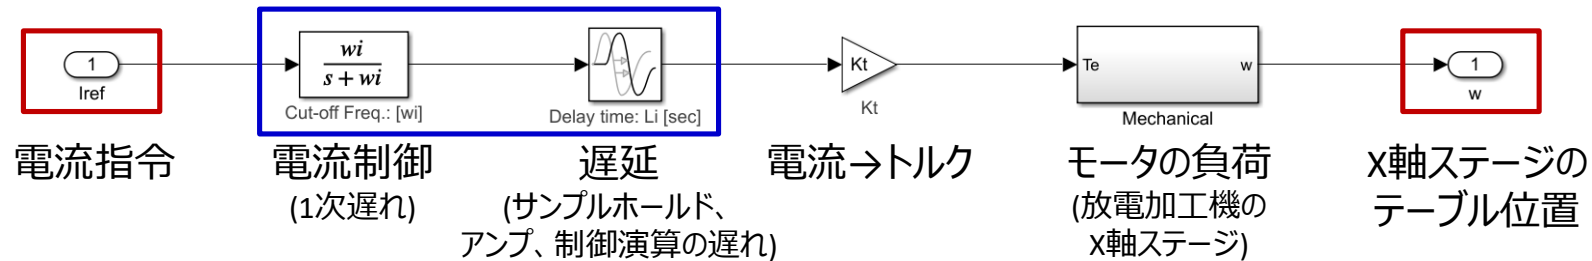 1
Iref
wi
s + wi
Cut-off Freq.: [wi]
Delay time: Li [sec]
Kt
Kt
Te
w
Mechanical
1
w
電流指令
電流制御
(1次遅れ)
遅延
(サンプルホールド、
アンプ、制御演算の遅れ)
電流→トルク
モータの負荷
(放電加工機の
X軸ステージ)
X軸ステージの
テーブル位置